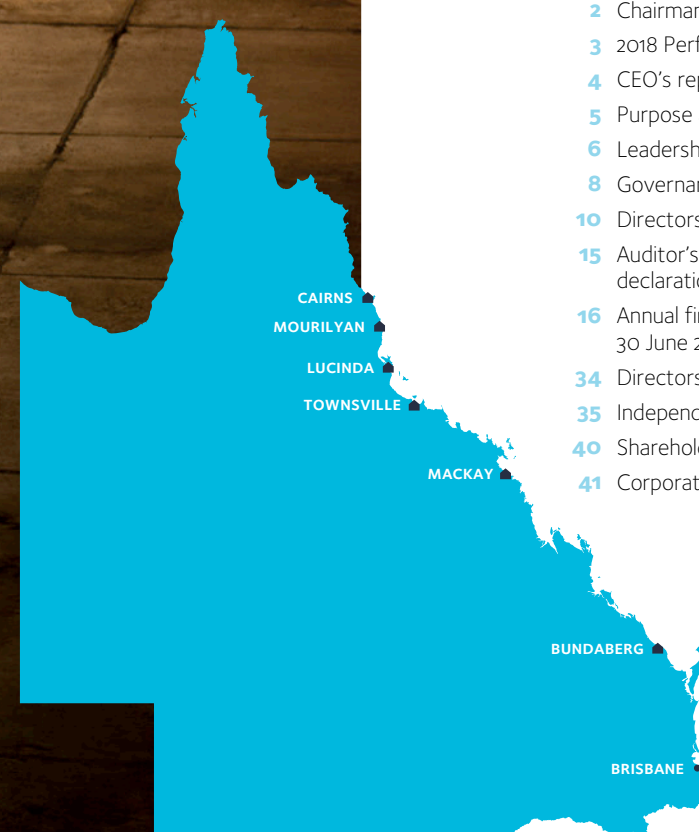 2 Chairman
3 2018 Perf
4 CEO's rep
5 Purpose
6 Leadersh
8 Governan
10 Directors
15 Auditor's
declaratio
16 Annual fi
30 June 2
34 Directors
35 Independ
40 Sharehol
41 Corporat
CAIRNS
MOURILYAN
LUCINDA
TOWNSVILLE
MACKAY
BUNDABERG
BRISBANE